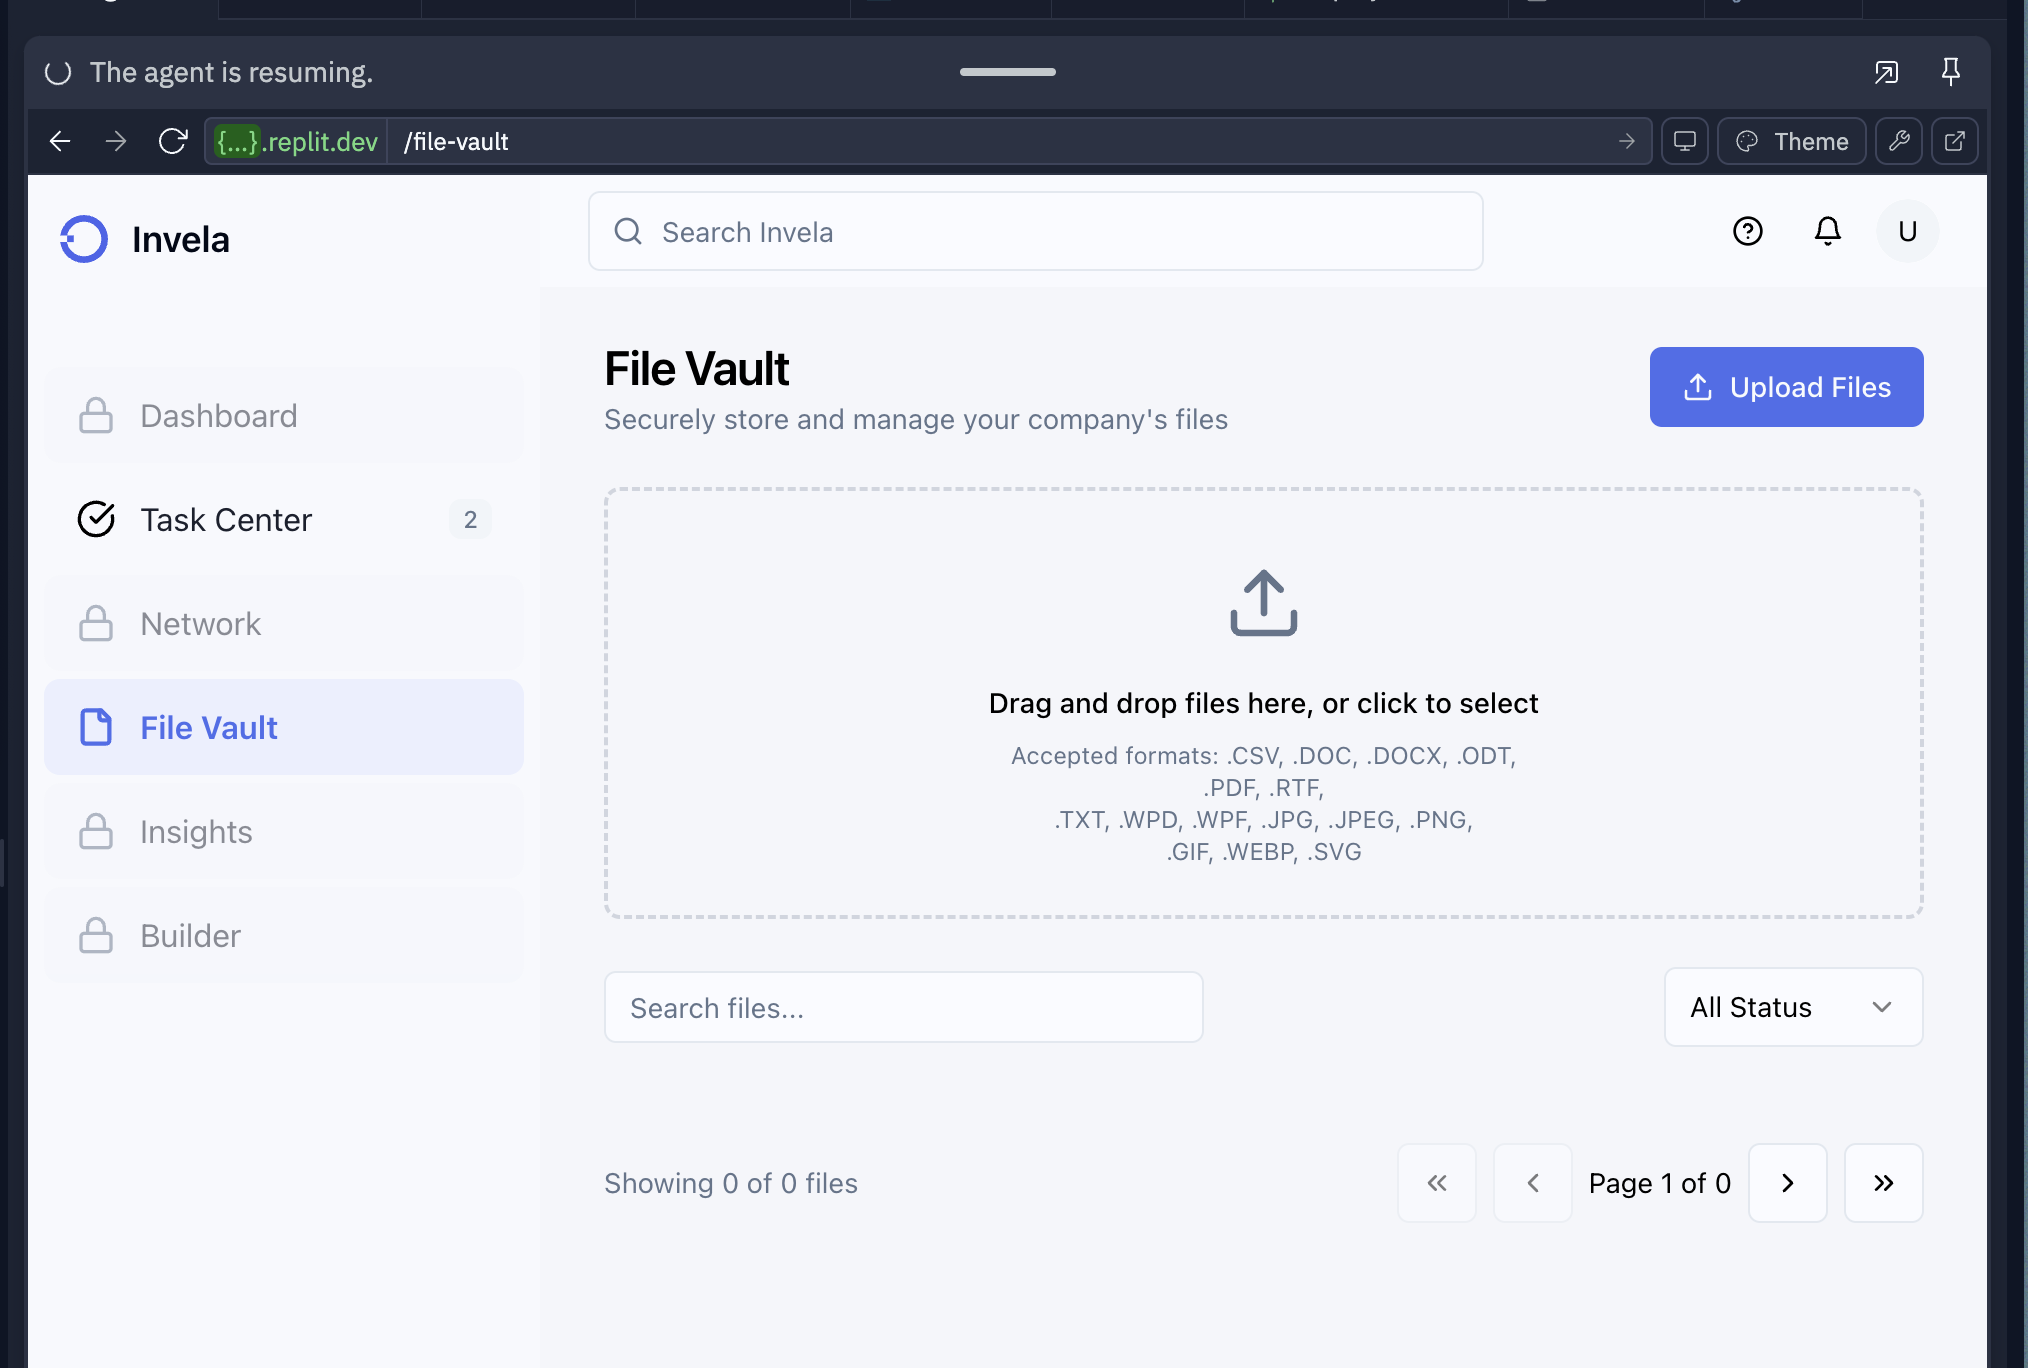 The agent is resuming.
{...}.replit.dev /file-vault
Theme
Invela
Search Invela
U
Dashboard
Task Center 2
Network
File Vault
Insights
Builder
File Vault
Securely store and manage your company's files
Upload Files
Drag and drop files here, or click to select
Accepted formats: .CSV, .DOC, .DOCX, .ODT,
.PDF, .RTF,
.TXT, .WPD, .WPF, .JPG, .JPEG, .PNG,
.GIF, .WEBP, .SVG
Search files...
All Status
Showing 0 of 0 files
Page 1 of 0